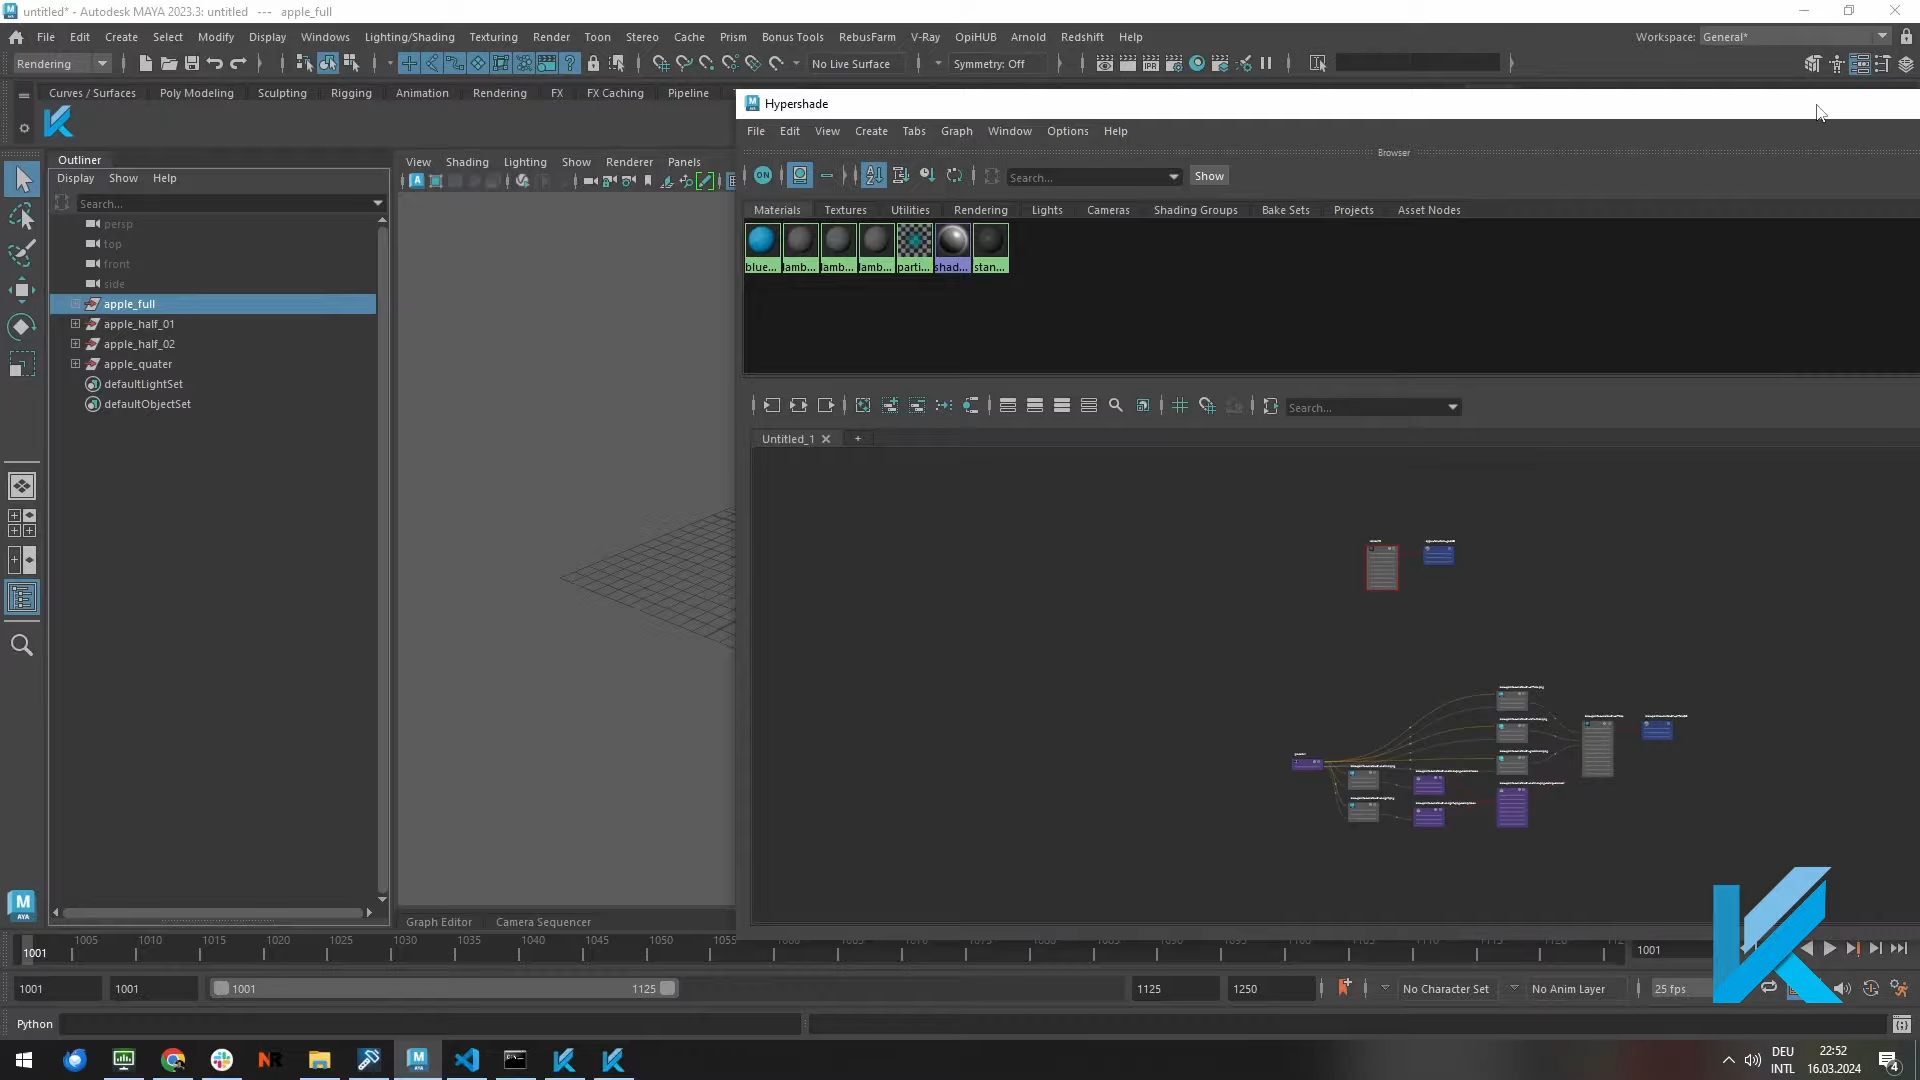 untitled* - Autodesk MAYA 2023.3: untitled --- apple_full
File Edit Create Select Modify Display Windows Lighting/Shading Texturing Render Toon Stereo Cache Prism Bonus Tools RebusFarm V-Ray OpiHUB Arnold Redshift Help Workspace: General*
Rendering No Live Surface Symmetry: Off
Curves / Surfaces Poly Modeling Sculpting Rigging Animation Rendering FX FX Caching Pipeline
Hypershade
File Edit View Create Tabs Graph Window Options Help
Browser
ON Search... Show
Materials Textures Utilities Rendering Lights Cameras Shading Groups Bake Sets Projects Asset Nodes
blue... lamb... lamb... lamb... parti... shad... stan...
Search...
Untitled_1 × +
Outliner
Display Show Help
Search...
persp
top
front
side
apple_full
apple_half_01
apple_half_02
apple_quater
defaultLightSet
defaultObjectSet
View Shading Lighting Show Renderer Panels
Graph Editor Camera Sequencer
1005 1010 1015 1020 1025 1030 1035 1040 1045 1050 1055
1001 1001
1001 1001 1001 1125 1125 1250 No Character Set No Anim Layer 25 fps
Python
DEU
INTL
22:52
16.03.2024
4